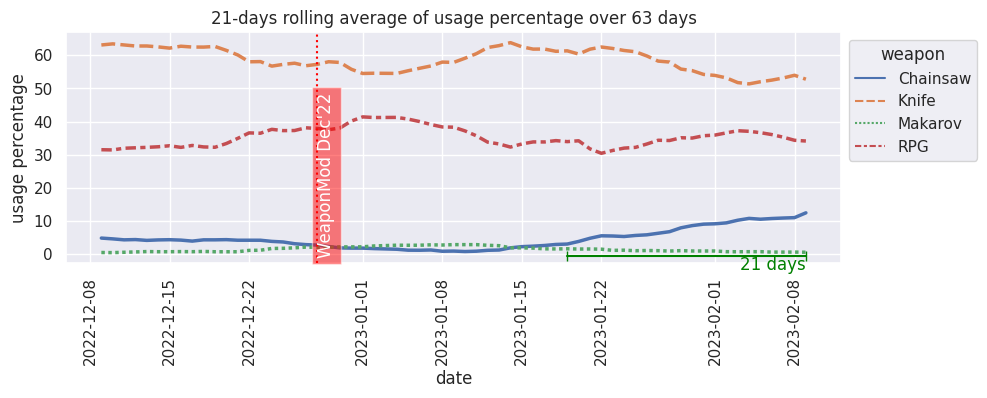 21-days rolling average of usage percentage over 63 days
usage percentage
60
50
40
30
20
10
0
WeaponMod Dec'22
21 days
2022-12-08
2022-12-15
2022-12-22
2023-01-01
2023-01-08
2023-01-15
2023-01-22
2023-02-01
2023-02-08
date
weapon
Chainsaw
Knife
Makarov
RPG